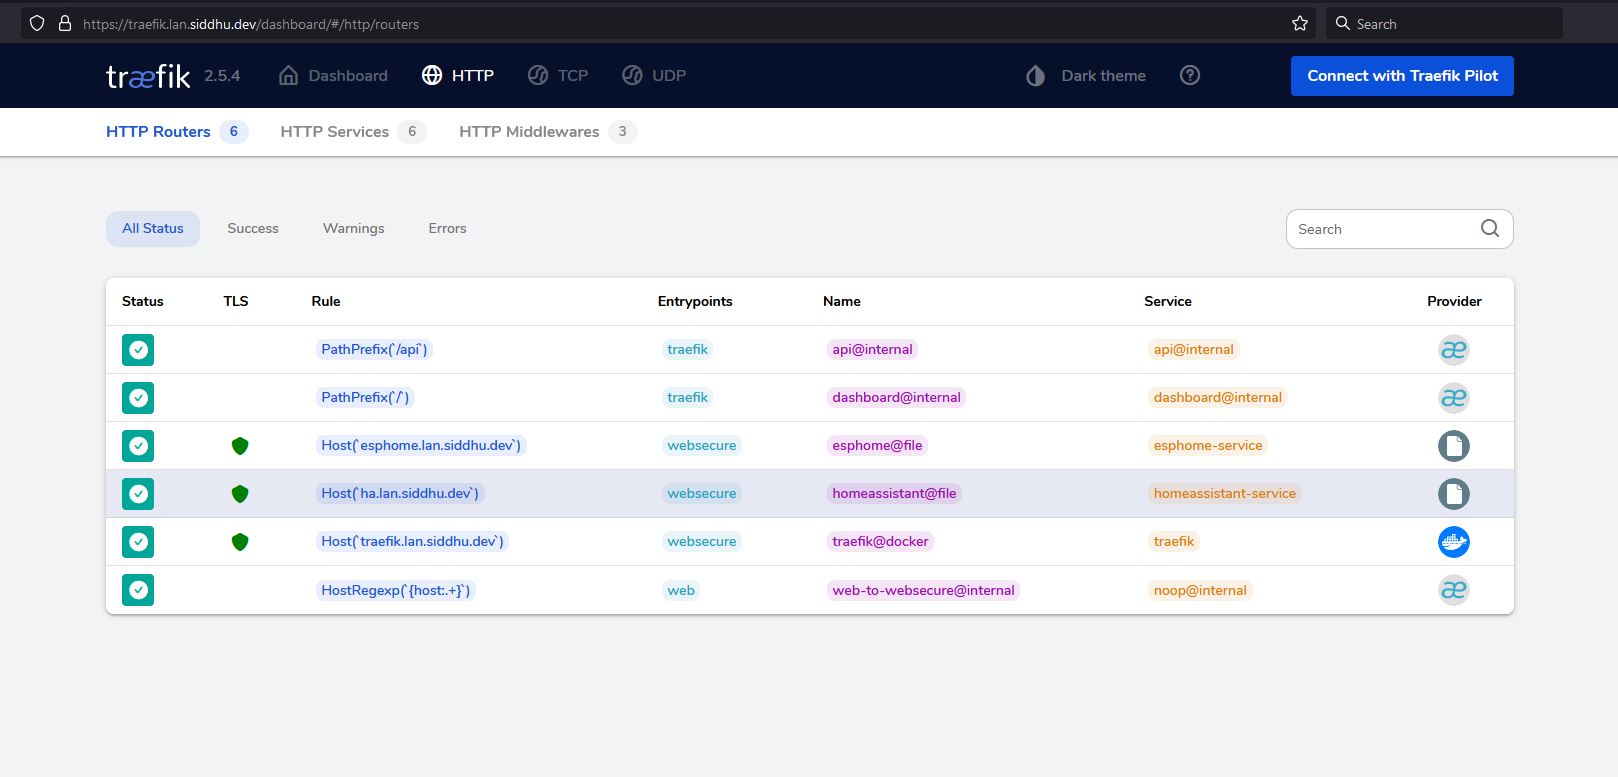 https://traefik.lan.siddhu.dev/dashboard/#/http/routers Search
træfik 2.5.4 Dashboard HTTP TCP UDP Dark theme Connect with Traefik Pilot
HTTP Routers 6 HTTP Services 6 HTTP Middlewares 3
All Status Success Warnings Errors Search
Status TLS Rule Entrypoints Name Service Provider
PathPrefix(`/api`) traefik api@internal api@internal æ
PathPrefix(`/`) traefik dashboard@internal dashboard@internal æ
Host(`esphome.lan.siddhu.dev`) websecure esphome@file esphome-service
Host(`ha.lan.siddhu.dev`) websecure homeassistant@file homeassistant-service
Host(`traefik.lan.siddhu.dev`) websecure traefik@docker traefik
HostRegexp(`{host:.+}`) web web-to-websecure@internal noop@internal æ